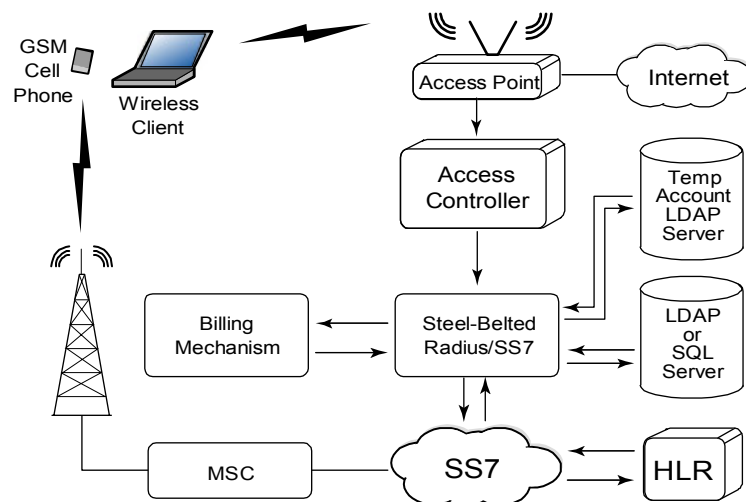 GSM
Cell
Phone
Wireless
Client
Access Point
Internet
Access
Controller
Temp
Account
LDAP
Server
Billing
Mechanism
Steel-Belted
Radius/SS7
LDAP
or
SQL
Server
MSC
SS7
HLR